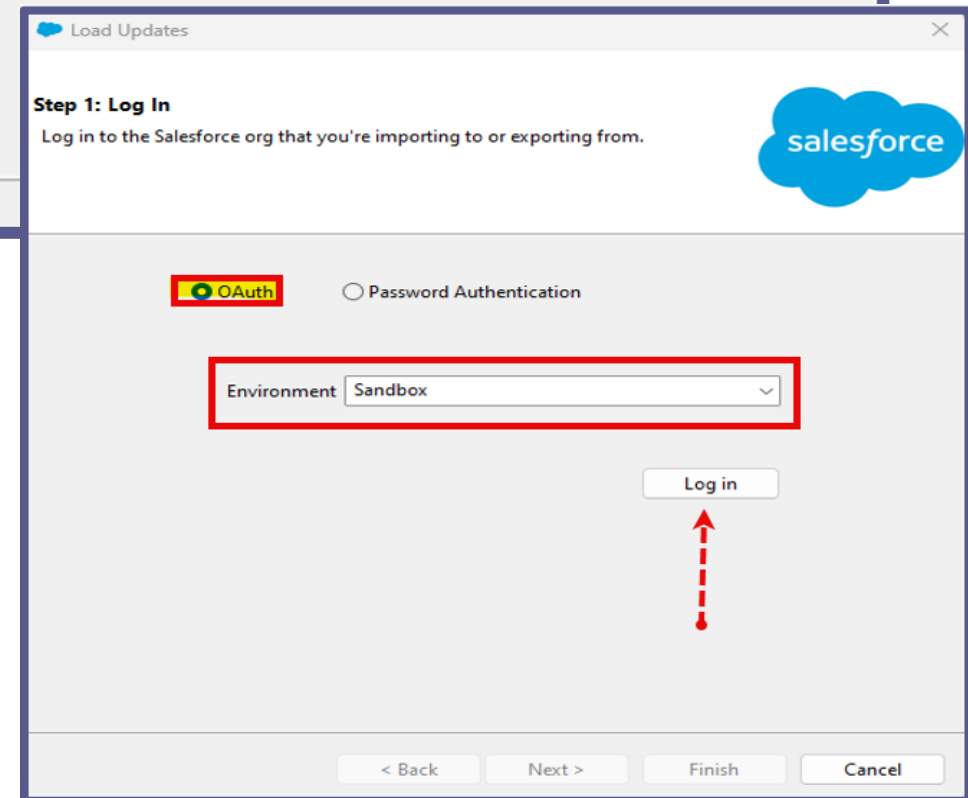 Load Updates
Step 1: Log In
Log in to the Salesforce org that you're importing to or exporting from.
salesforce
OAuth Password Authentication
Environment Sandbox
Log in
< Back Next > Finish Cancel